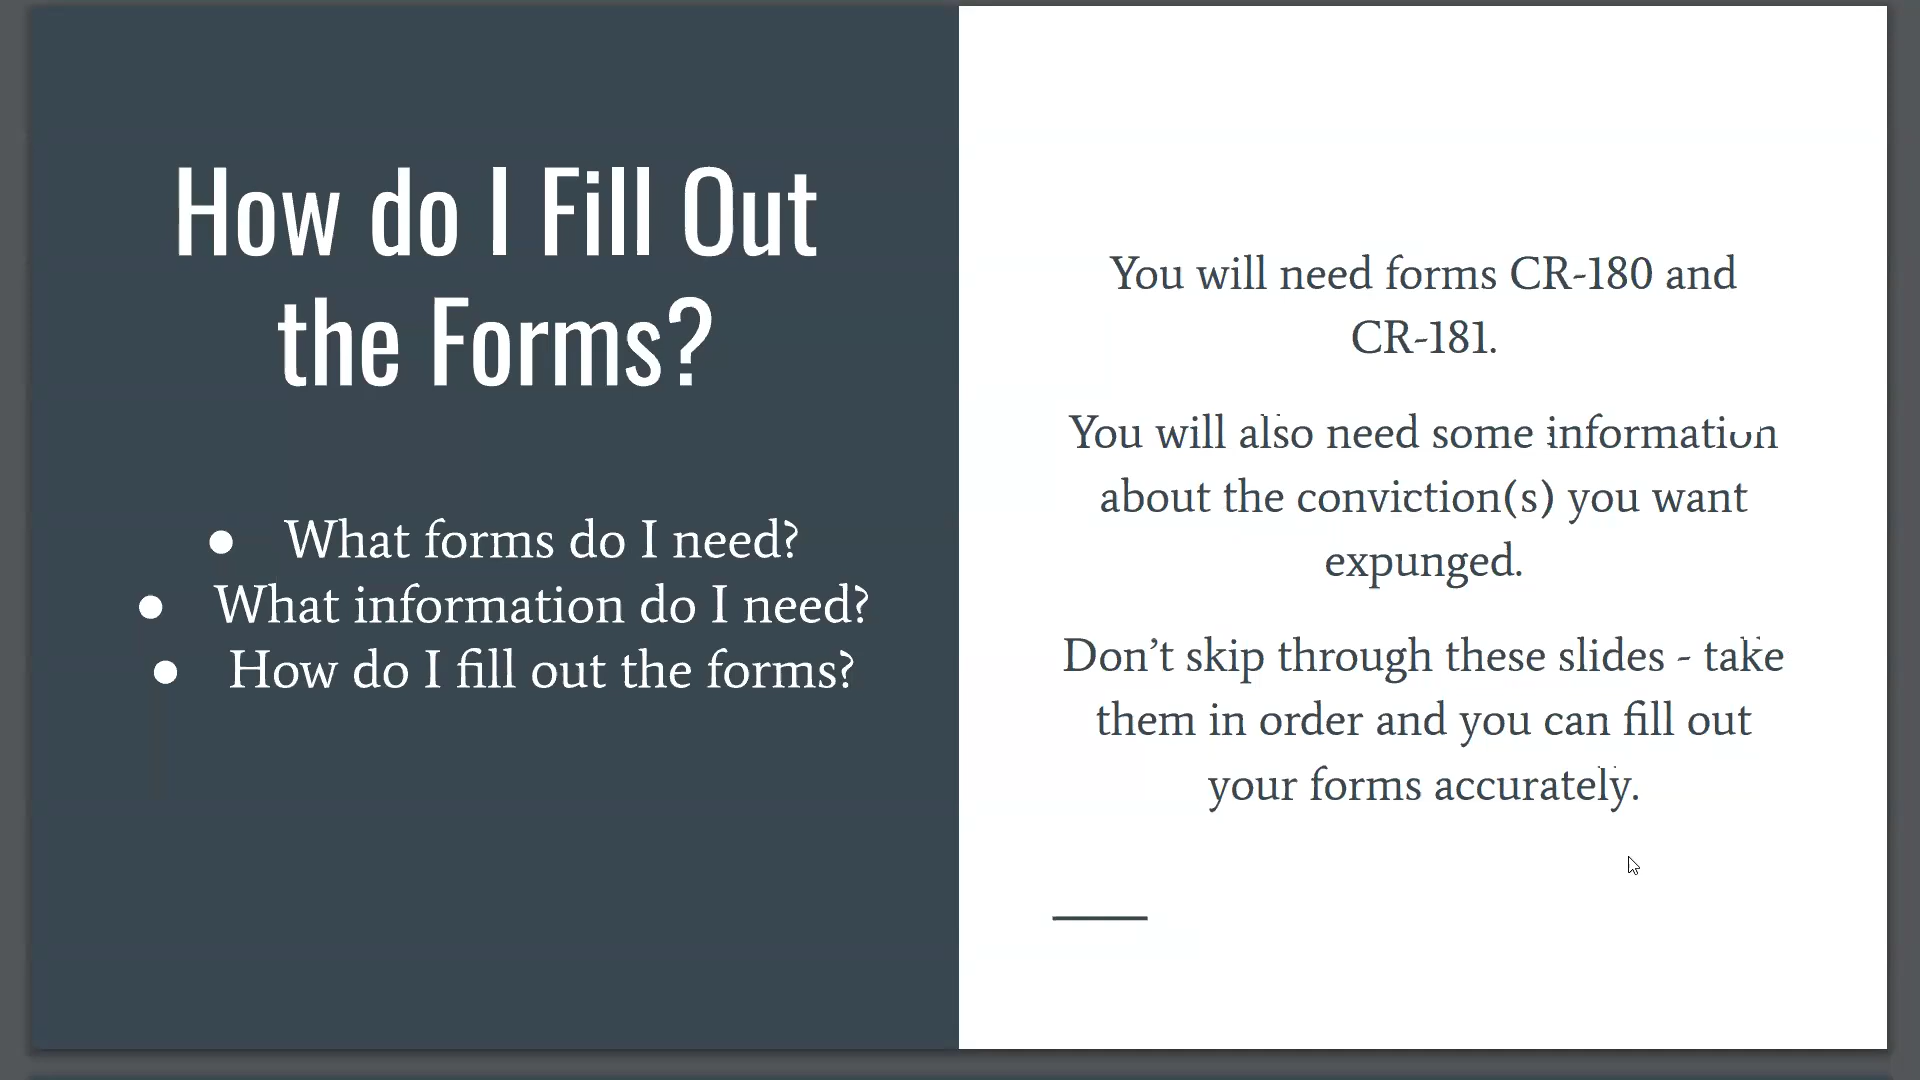 How do I Fill Out
the Forms?
● What forms do I need?
● What information do I need?
● How do I fill out the forms?
You will need forms CR-180 and
CR-181.
You will also need some information
about the conviction(s) you want
expunged.
Don’t skip through these slides - take
them in order and you can fill out
your forms accurately.